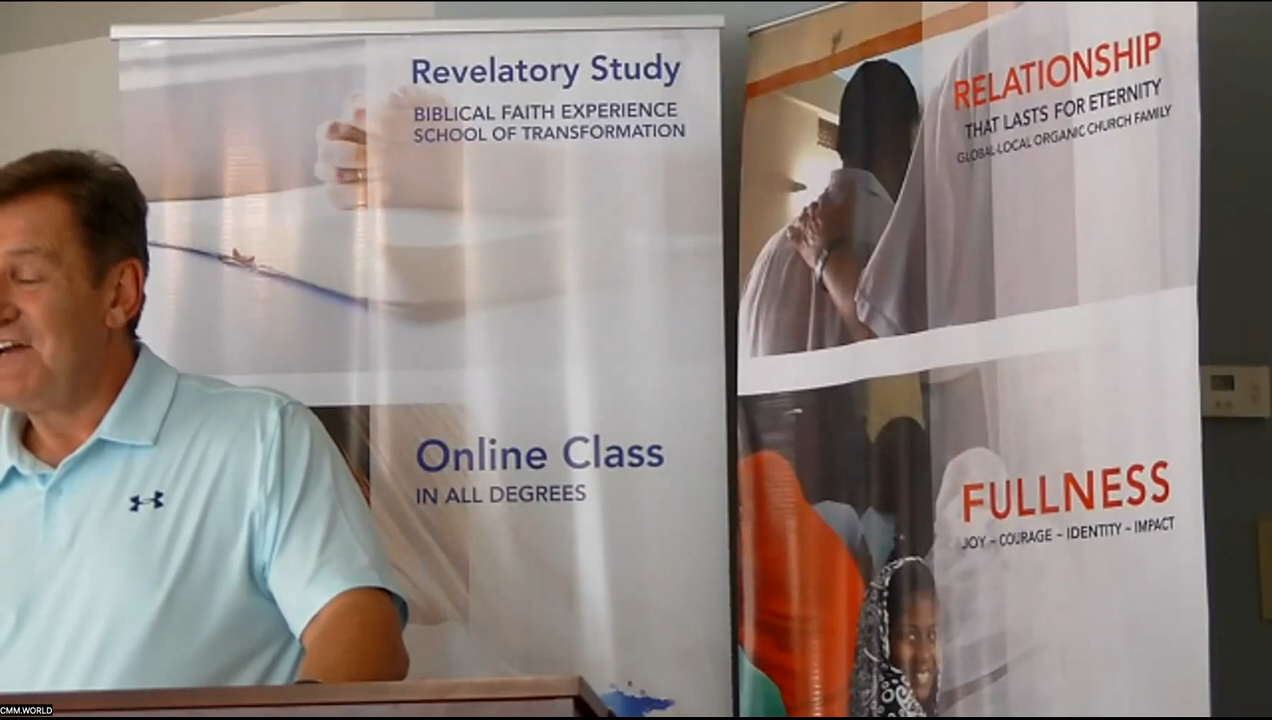 Revelatory Study
BIBLICAL FAITH EXPERIENCE
SCHOOL OF TRANSFORMATION
Online Class
IN ALL DEGREES
RELATIONSHIP
THAT LASTS FOR ETERNITY
GLOBAL-LOCAL ORGANIC CHURCH FAMILY
FULLNESS
JOY – COURAGE – IDENTITY – IMPACT
CMM.WORLD